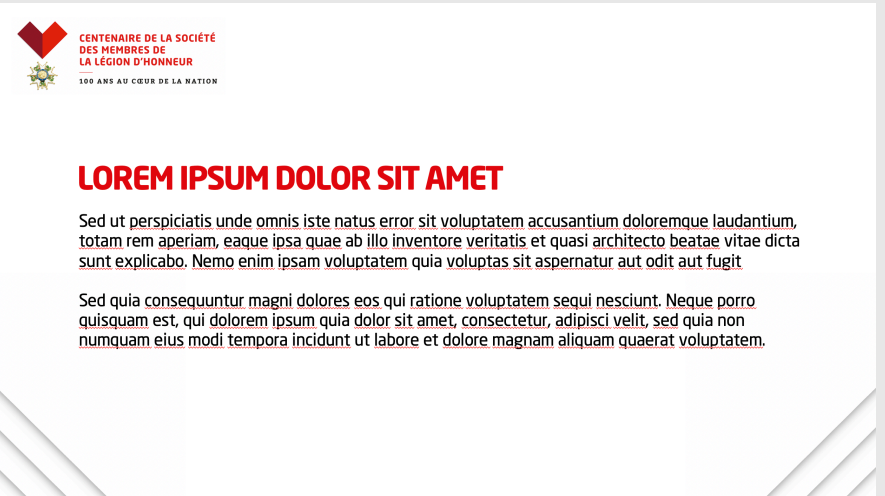 CENTENAIRE DE LA SOCIÉTÉ
DES MEMBRES DE
LA LÉGION D'HONNEUR
100 ANS AU CŒUR DE LA NATION
LOREM IPSUM DOLOR SIT AMET
Sed ut perspiciatis unde omnis iste natus error sit voluptatem accusantium doloremque laudantium,
totam rem aperiam, eaque ipsa quae ab illo inventore veritatis et quasi architecto beatae vitae dicta
sunt explicabo. Nemo enim ipsam voluptatem quia voluptas sit aspernatur aut odit aut fugit
Sed quia consequuntur magni dolores eos qui ratione voluptatem sequi nesciunt. Neque porro
quisquam est, qui dolorem ipsum quia dolor sit amet, consectetur, adipisci velit, sed quia non
numquam eius modi tempora incidunt ut labore et dolore magnam aliquam quaerat voluptatem.